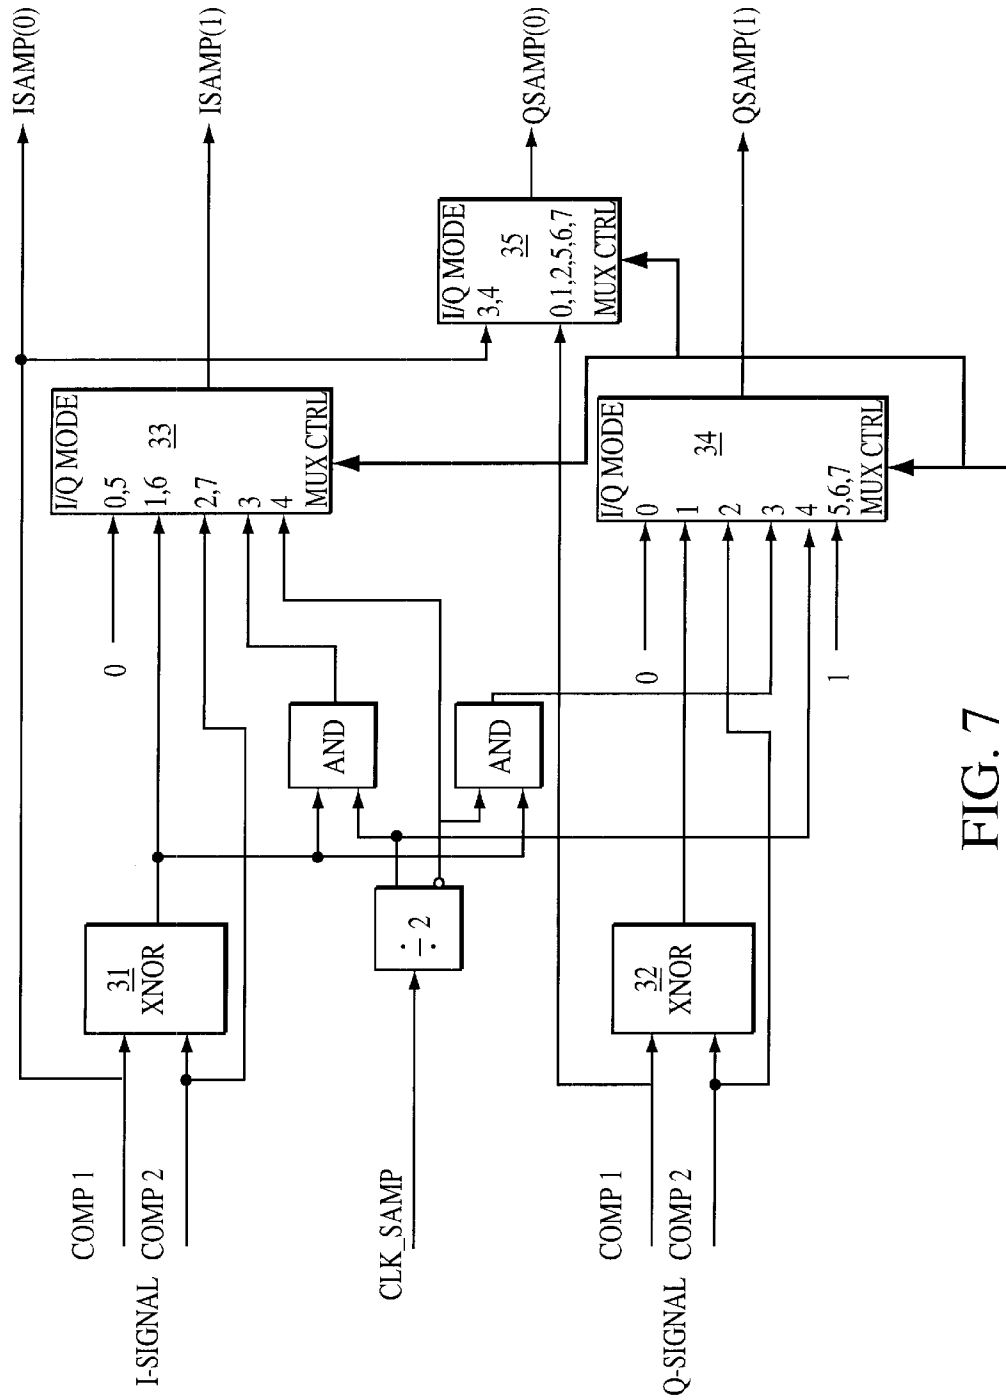 COMP 1
I-SIGNAL COMP 2
31
XNOR
0
I/Q MODE
0,5
1,6
33
2,7
3
4
MUX CTRL
ISAMP(0)
ISAMP(1)
CLK_SAMP
÷ 2
AND
AND
I/Q MODE
3,4
35
0,1,2,5,6,7
MUX CTRL
QSAMP(0)
COMP 1
Q-SIGNAL COMP 2
32
XNOR
0
1
I/Q MODE
0
1
34
2
3
4
5,6,7
MUX CTRL
QSAMP(1)
FIG. 7